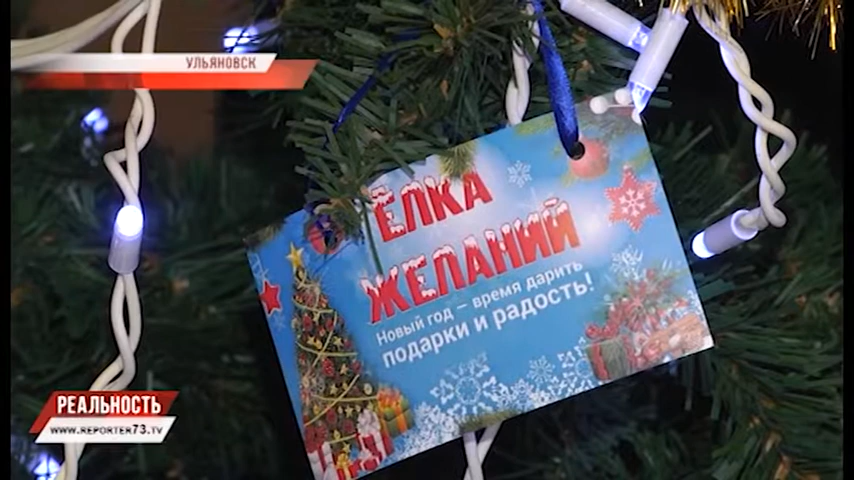 УЛЬЯНОВСК
ЁЛКА
ЖЕЛАНИЙ
Новый год – время дарить
подарки и радость!
РЕАЛЬНОСТЬ
WWW.REPORTER73.TV